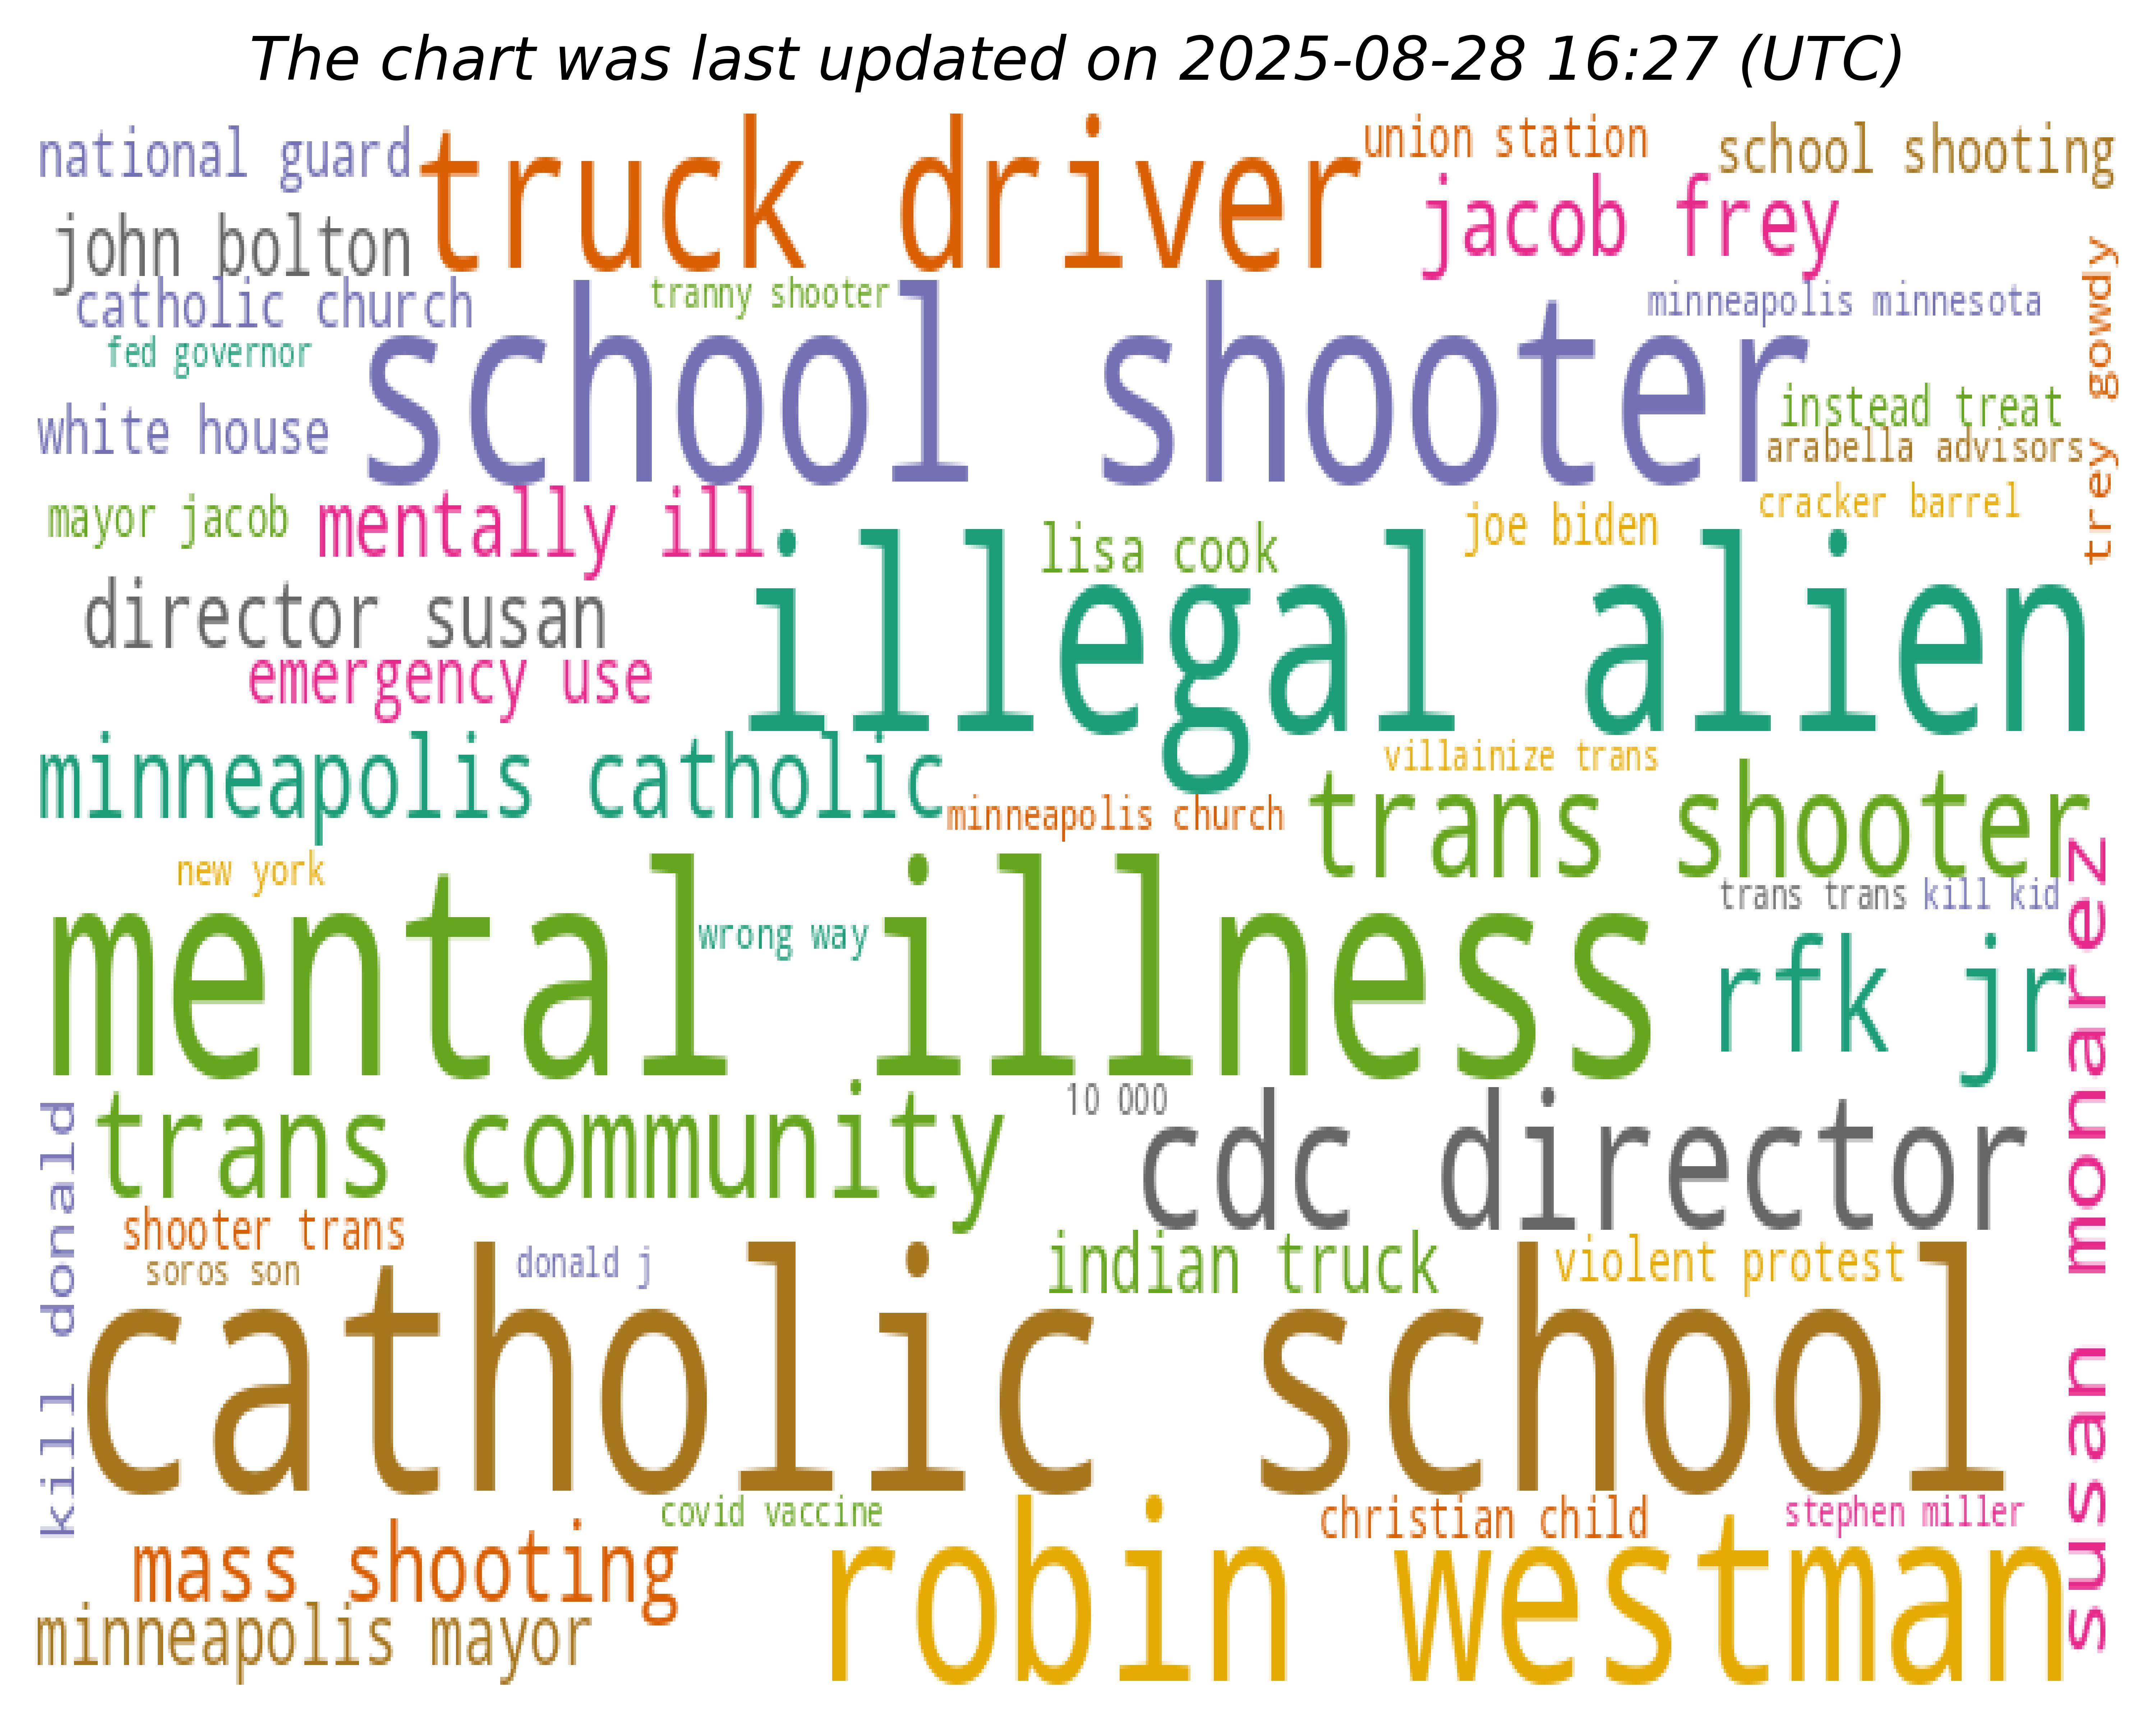 The chart was last updated on 2025-08-28 16:27 (UTC)
national guard
truck driver
union station
school shooting
john bolton
jacob frey
catholic church
tranny shooter
minneapolis minnesota
trey gowdy
fed governor
school shooter
white house
instead treat
arabella advisors
mayor jacob
mentally ill
lisa cook
joe biden
cracker barrel
director susan
illegal alien
emergency use
minneapolis catholic
villainize trans
minneapolis church
trans shooter
new york
mental illness
wrong way
trans trans
kill kid
rfk jr
susan monarez
kill donald
trans community
10 000
cdc director
shooter trans
soros son
donald j
indian truck
violent protest
catholic school
covid vaccine
christian child
stephen miller
mass shooting
robin westman
minneapolis mayor